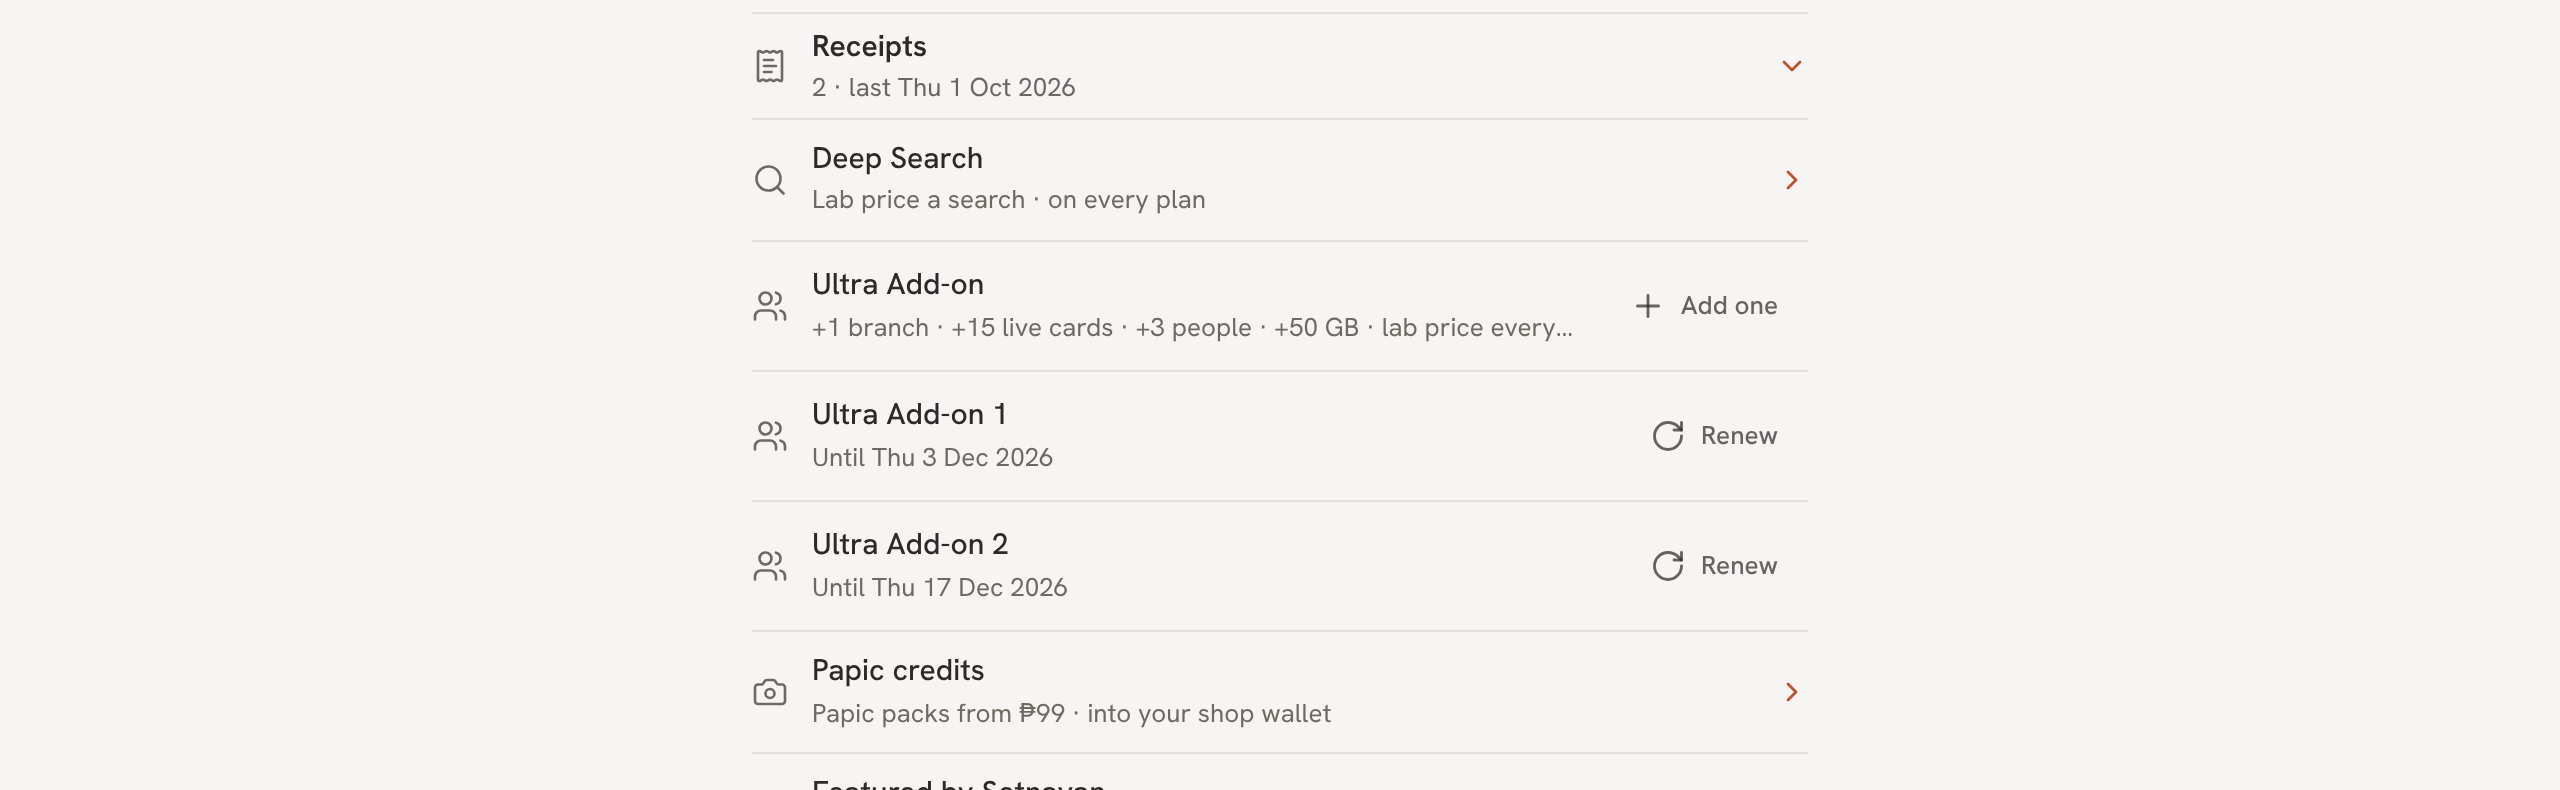 Receipts
2 · last Thu 1 Oct 2026
Deep Search
Lab price a search · on every plan
Ultra Add-on
+1 branch · +15 live cards · +3 people · +50 GB · lab price every...
Add one
Ultra Add-on 1
Until Thu 3 Dec 2026
Renew
Ultra Add-on 2
Until Thu 17 Dec 2026
Renew
Papic credits
Papic packs from ₱99 · into your shop wallet
Featured by Setnayan